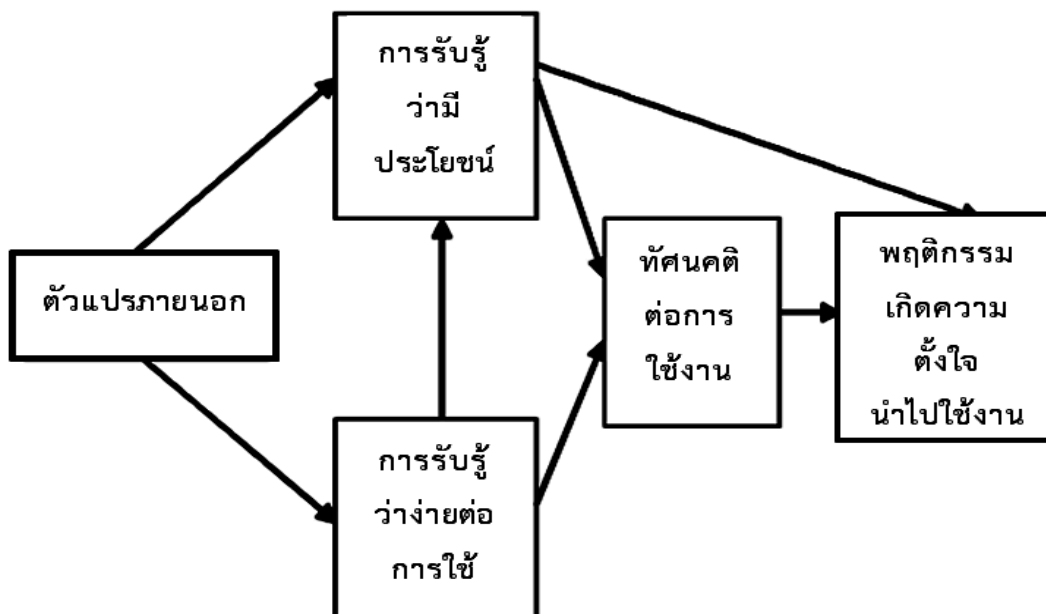 การรับรู้
ว่ามี
ประโยชน์
ตัวแปรภายนอก
ทัศนคติ
ต่อการ
ใช้งาน
พฤติกรรม
เกิดความ
ตั้งใจ
นำไปใช้งาน
การรับรู้
ว่าง่ายต่อ
การใช้